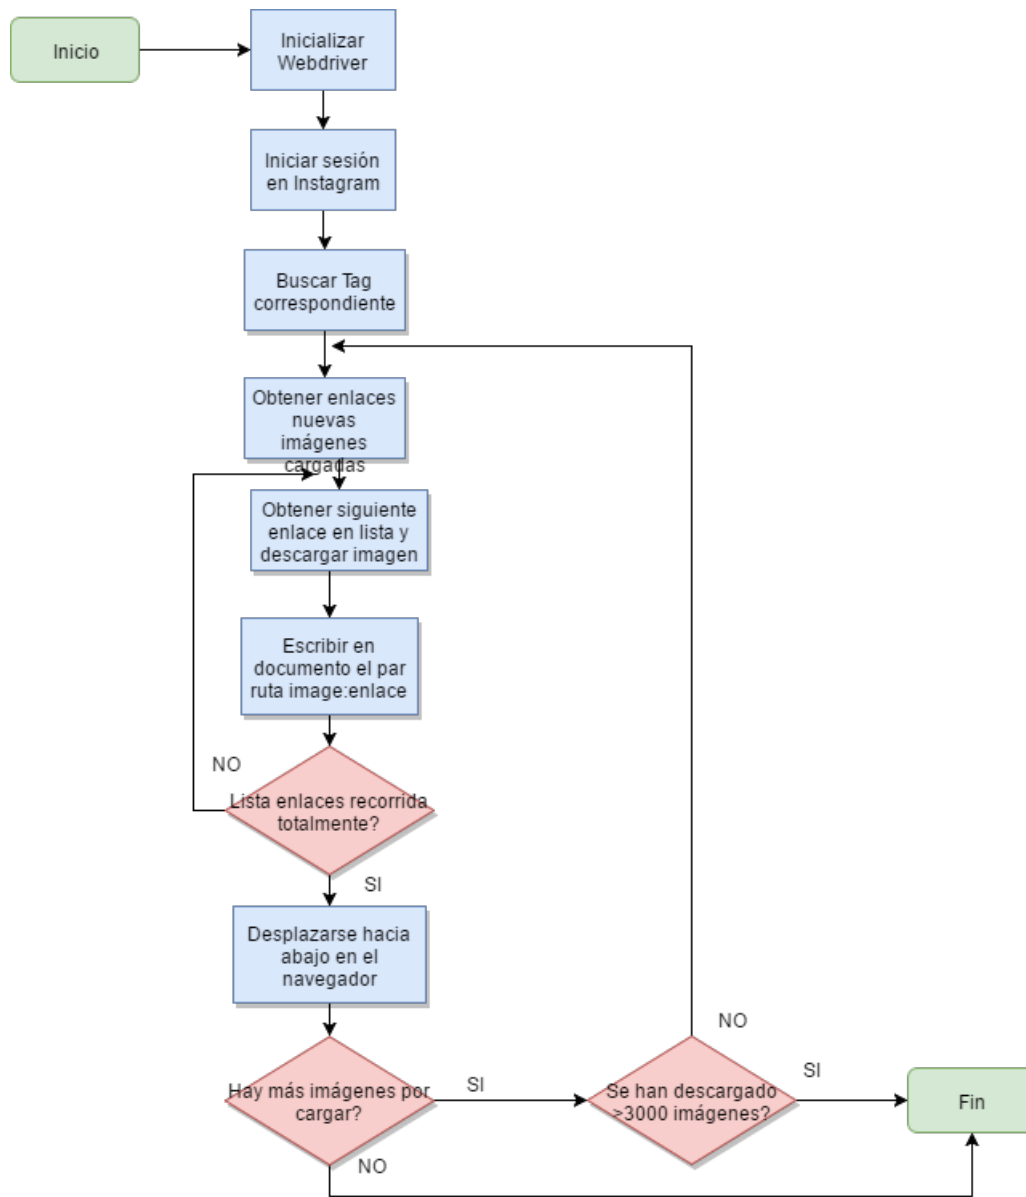 Inicio
Inicializar
Webdriver
Iniciar sesión
en Instagram
Buscar Tag
correspondiente
Obtener enlaces
nuevas
imágenes
cargadas
Obtener siguiente
enlace en lista y
descargar imagen
Escribir en
documento el par
ruta image:enlace
NO
Lista enlaces recorrida
totalmente?
SI
Desplazarse hacia
abajo en el
navegador
Hay más imágenes por
cargar?
SI
NO
NO
Se han descargado
>3000 imágenes?
SI
Fin